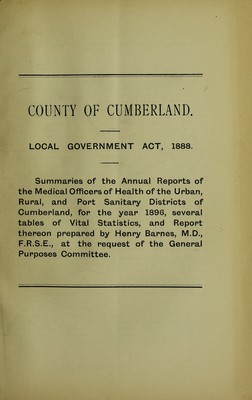 COUNTY OF CUMBERLAND.
LOCAL GOVERNMENT ACT, 1888.
Summaries of the Annual Reports of
the Medical Officers of Health of the Urban,
Rural, and Port Sanitary Districts of
Cumberland, for the year 1896, several
tables of Vital Statistics, and Report
thereon prepared by Henry Barnes, M.D.,
F.R.S.E., at the request of the General
Purposes Committee.